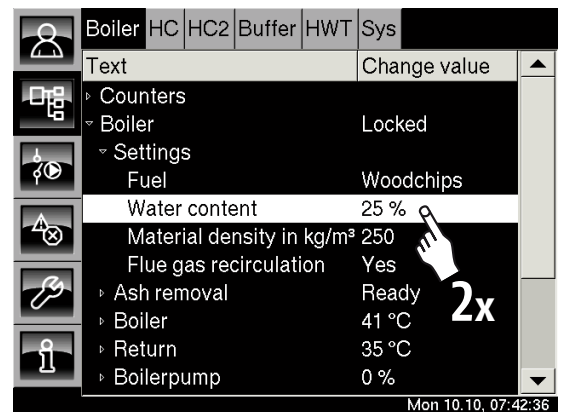 Boiler HC HC2 Buffer HWT Sys
Text Change value
Counters
Boiler Locked
Settings
Fuel Woodchips
Water content 25 %
Material density in kg/m³ 250
Flue gas recirculation Yes
Ash removal Ready
Boiler 41 °C
Return 35 °C
Boilerpump 0 %
2x
Mon 10.10, 07:42:36